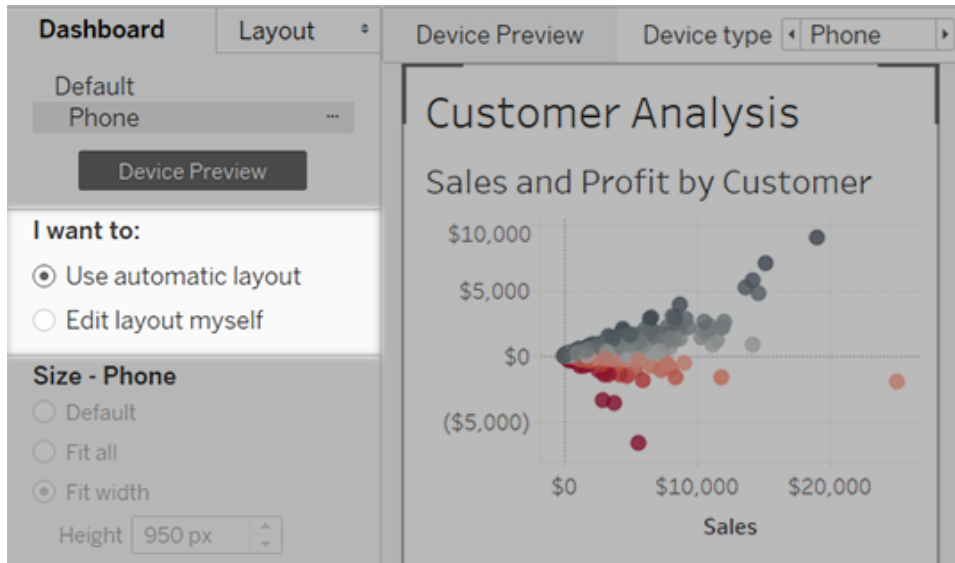 Dashboard
Layout
Default
Phone
Device Preview
I want to:
Use automatic layout
Edit layout myself
Size - Phone
Default
Fit all
Fit width
Height 950 px
Device Preview
Device type Phone
Customer Analysis
Sales and Profit by Customer
$10,000
$5,000
$0
($5,000)
$0 $10,000 $20,000
Sales